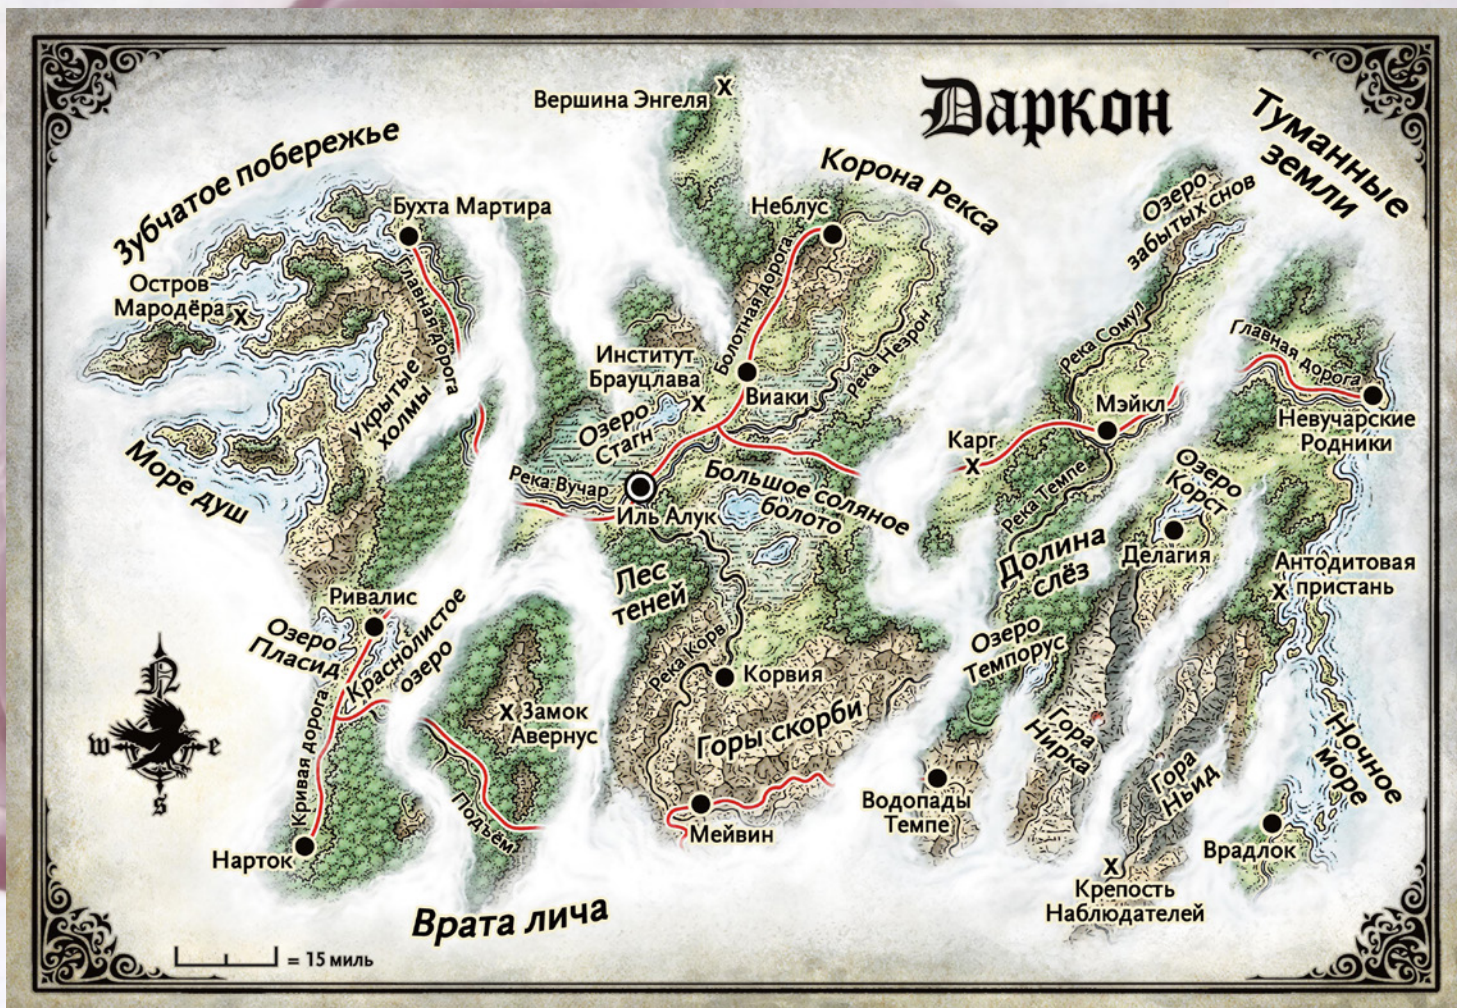 Даркон
Вершина Энгеля
Туманные
земли
Зубчатое побережье
Корона Рекса
Озеро
забытых снов
Бухта Мартира
Неблус
Остров
Мародёра
Главная дорога
Болотная дорога
Река Незрон
Река Сомул
Главная дорога
Институт
Брауцлава
Виаки
Мэйкл
Невучарские
Родники
Укрытые
холмы
Озеро
Стагн
Карг
Море душ
Река Вучар
Иль Алук
Большое соляное
болото
Река Темпе
Озеро
Корст
Делагия
Долина
слёз
Антодитовая
пристань
Лес
теней
Ривалис
Озеро
Пласид
Краснолистое
озеро
Река Корв
Озеро
Темпорус
Корвия
N
w
e
s
Замок
Авернус
Горы скорби
Гора
Нирка
Гора
Ньид
Ночное
море
Кривая дорога
Подъём
Мейвин
Водопады
Темпе
Нарток
Врадлок
Крепость
Наблюдателей
Врата лича
= 15 миль